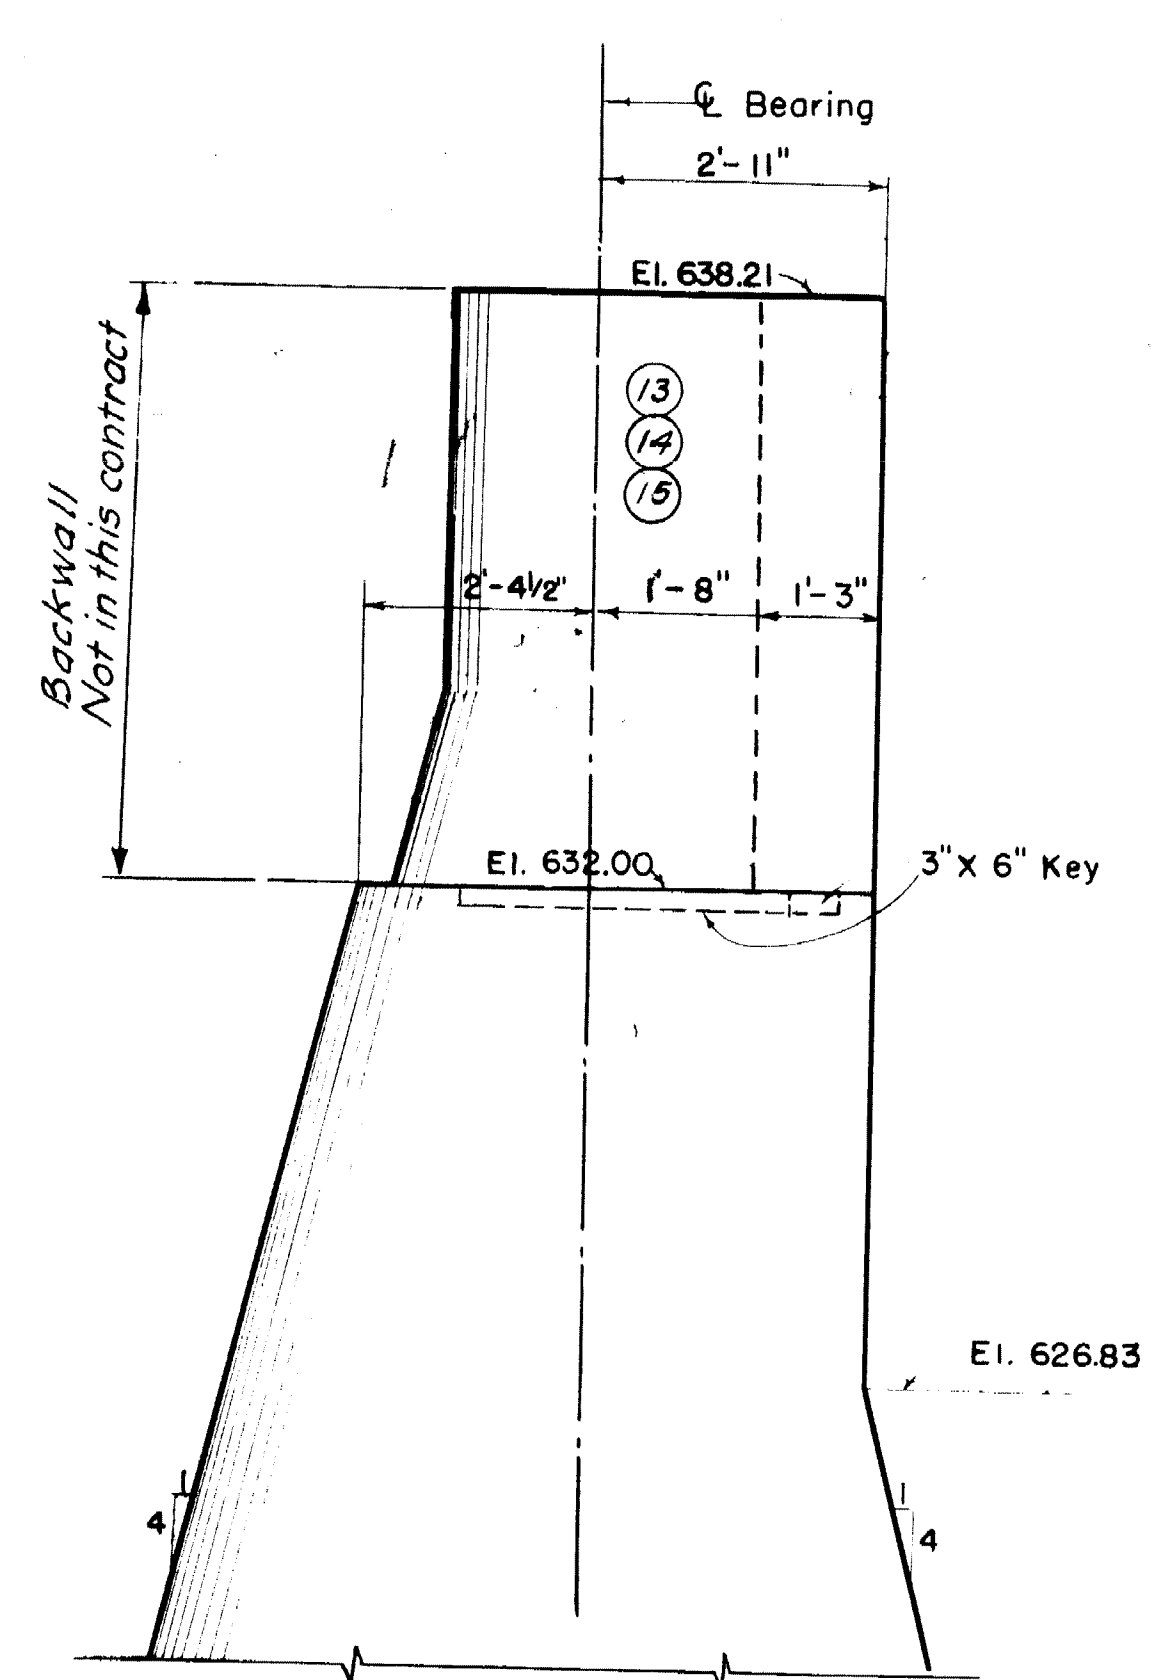 ℄ Bearing
2'-11"
El. 638.21
Backwall
Not in this contract
13
14
15
2'-4½"
1'-8"
1'-3"
El. 632.00
3" X 6" Key
El. 626.83
1
4
1
4